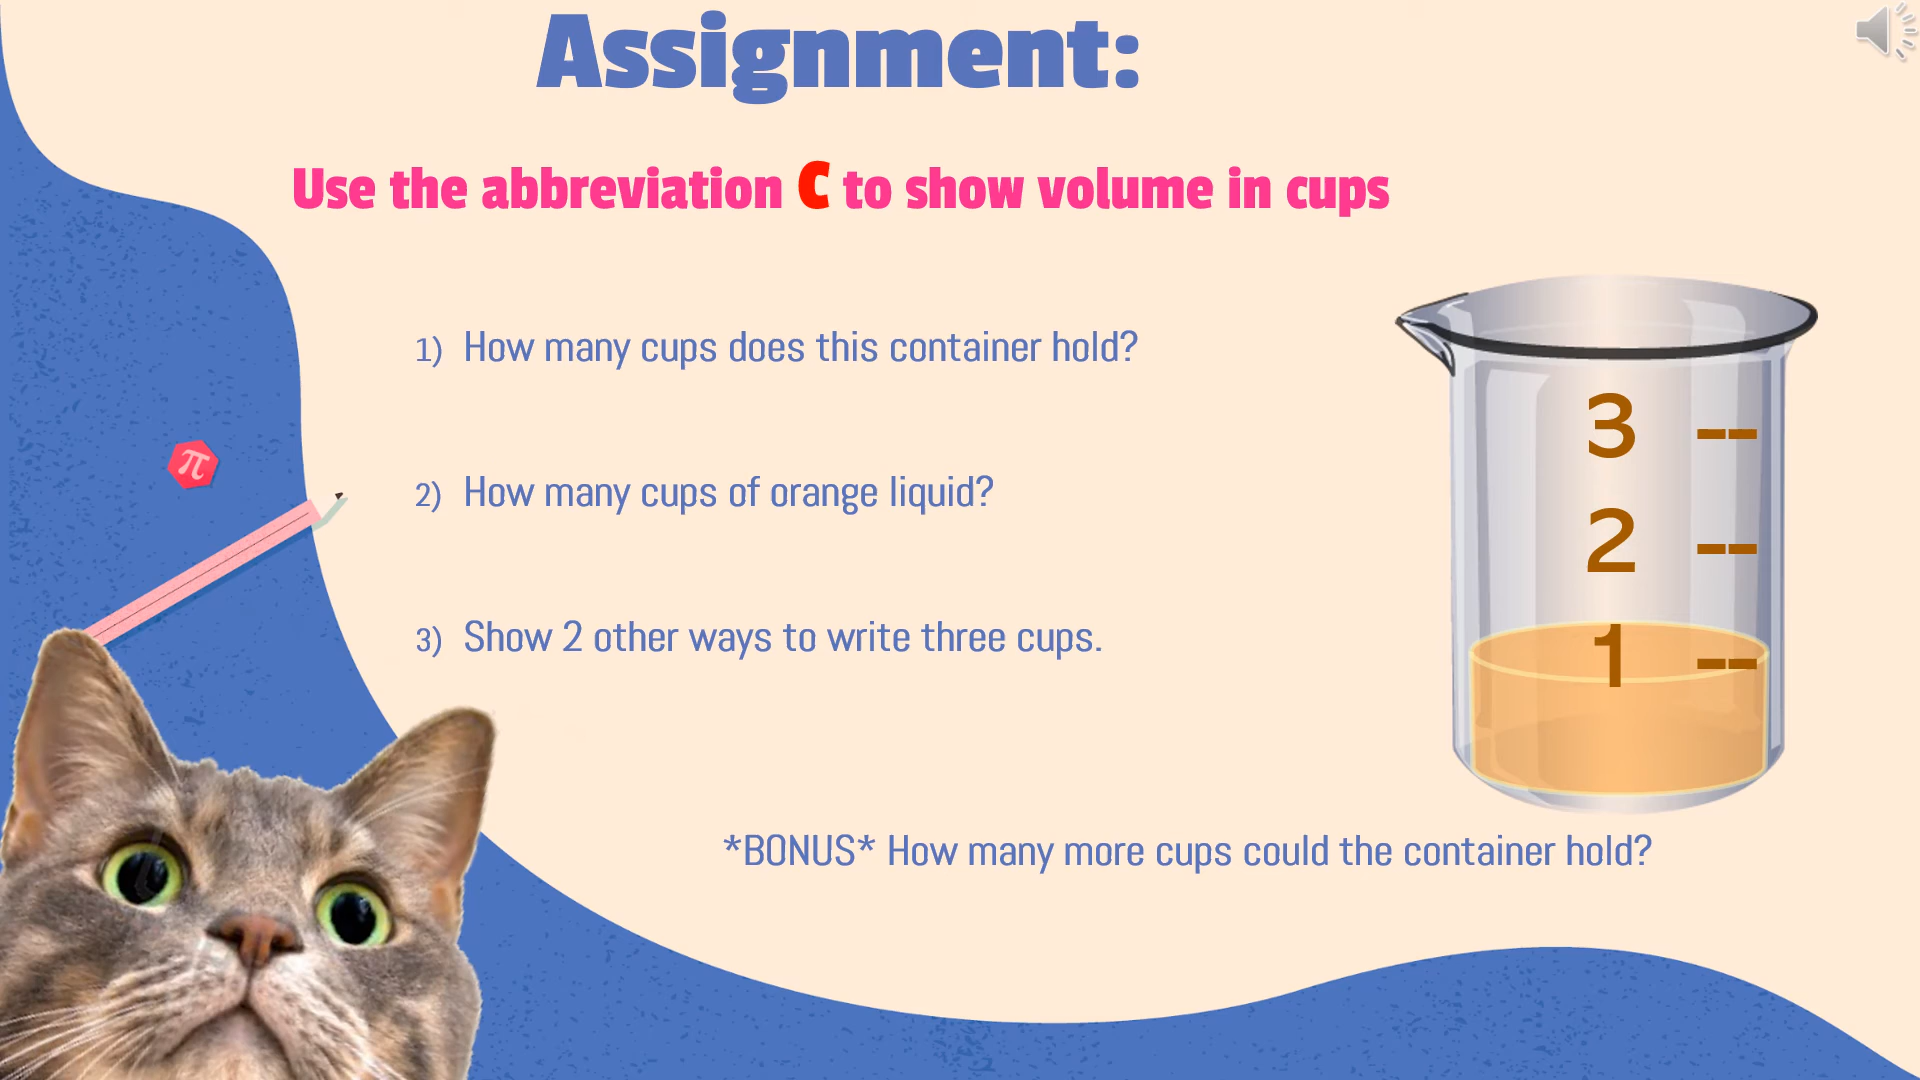 Assignment:
Use the abbreviation C to show volume in cups
1) How many cups does this container hold?
2) How many cups of orange liquid?
3) Show 2 other ways to write three cups.
3 --
2 --
1 --
π
*BONUS* How many more cups could the container hold?